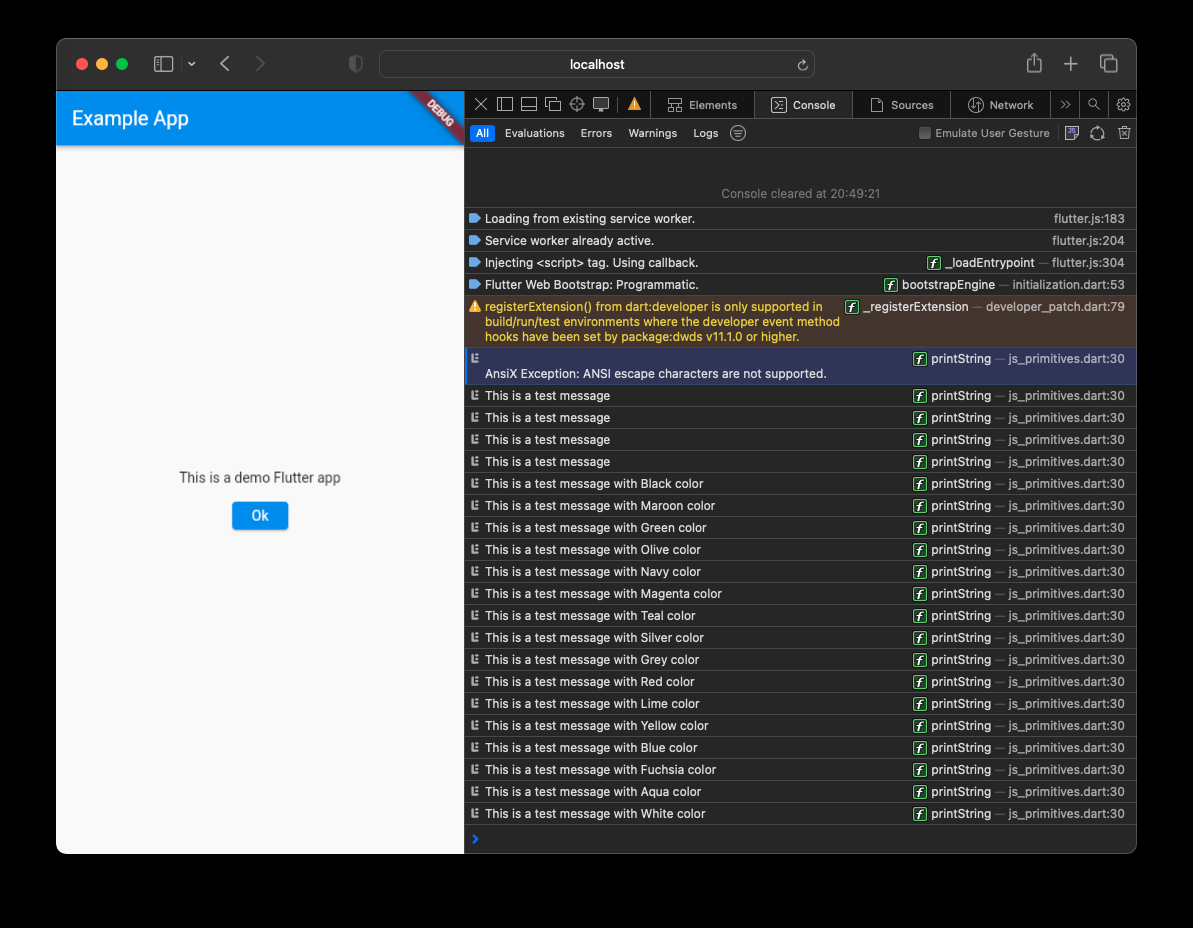 localhost
Example App
DEBUG
This is a demo Flutter app
Ok
Elements
Console
Sources
Network
All Evaluations Errors Warnings Logs
Emulate User Gesture
JS
Console cleared at 20:49:21
Loading from existing service worker. flutter.js:183
Service worker already active. flutter.js:204
Injecting <script> tag. Using callback. f _loadEntrypoint — flutter.js:304
Flutter Web Bootstrap: Programmatic. f bootstrapEngine — initialization.dart:53
registerExtension() from dart:developer is only supported in f _registerExtension — developer_patch.dart:79
build/run/test environments where the developer event method
hooks have been set by package:dwds v11.1.0 or higher.
f printString — js_primitives.dart:30
AnsiX Exception: ANSI escape characters are not supported.
This is a test message f printString — js_primitives.dart:30
This is a test message f printString — js_primitives.dart:30
This is a test message f printString — js_primitives.dart:30
This is a test message f printString — js_primitives.dart:30
This is a test message with Black color f printString — js_primitives.dart:30
This is a test message with Maroon color f printString — js_primitives.dart:30
This is a test message with Green color f printString — js_primitives.dart:30
This is a test message with Olive color f printString — js_primitives.dart:30
This is a test message with Navy color f printString — js_primitives.dart:30
This is a test message with Magenta color f printString — js_primitives.dart:30
This is a test message with Teal color f printString — js_primitives.dart:30
This is a test message with Silver color f printString — js_primitives.dart:30
This is a test message with Grey color f printString — js_primitives.dart:30
This is a test message with Red color f printString — js_primitives.dart:30
This is a test message with Lime color f printString — js_primitives.dart:30
This is a test message with Yellow color f printString — js_primitives.dart:30
This is a test message with Blue color f printString — js_primitives.dart:30
This is a test message with Fuchsia color f printString — js_primitives.dart:30
This is a test message with Aqua color f printString — js_primitives.dart:30
This is a test message with White color f printString — js_primitives.dart:30